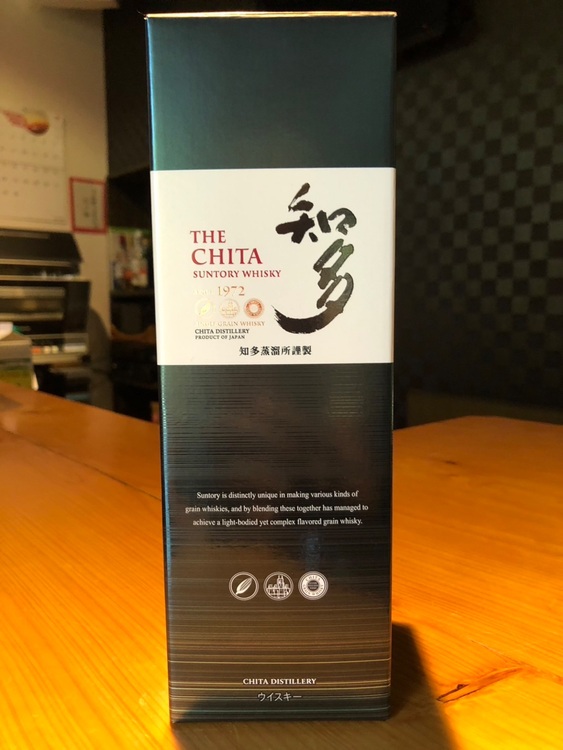 知多
THE
CHITA
SUNTORY WHISKY
1972
GRAIN WHISKY
CHITA DISTILLERY
PRODUCT OF JAPAN
知多蒸溜所謹製
Suntory is distinctly unique in making various kinds of
grain whiskies, and by blending these together has managed to
achieve a light-bodied yet complex flavored grain whisky.
CHITA DISTILLERY
ウイスキー